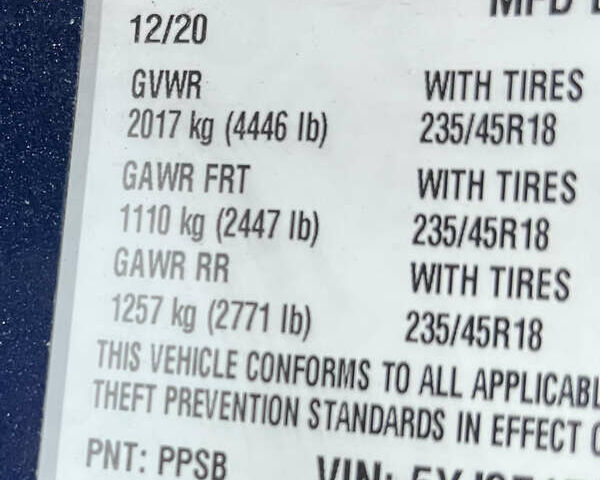 MFD
12/20
GVWR WITH TIRES
2017 kg (4446 lb) 235/45R18
GAWR FRT WITH TIRES
1110 kg (2447 lb) 235/45R18
GAWR RR WITH TIRES
1257 kg (2771 lb) 235/45R18
THIS VEHICLE CONFORMS TO ALL
THEFT PREVENTION STANDARDS IN EFFECT
PNT: PPSB VIN: